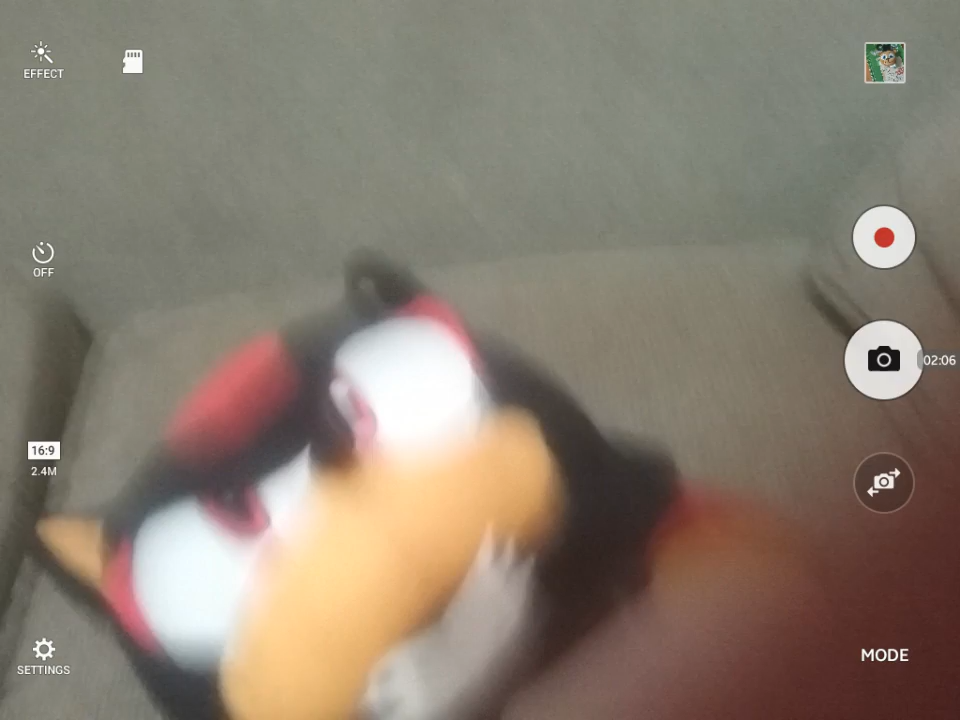 EFFECT
OFF
02:06
16:9
2.4M
SETTINGS
MODE